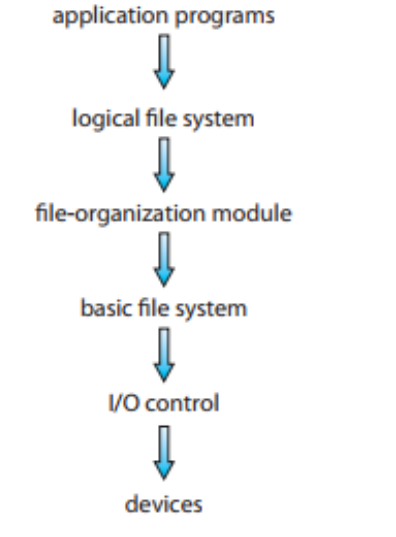 application programs
logical file system
file-organization module
basic file system
I/O control
devices